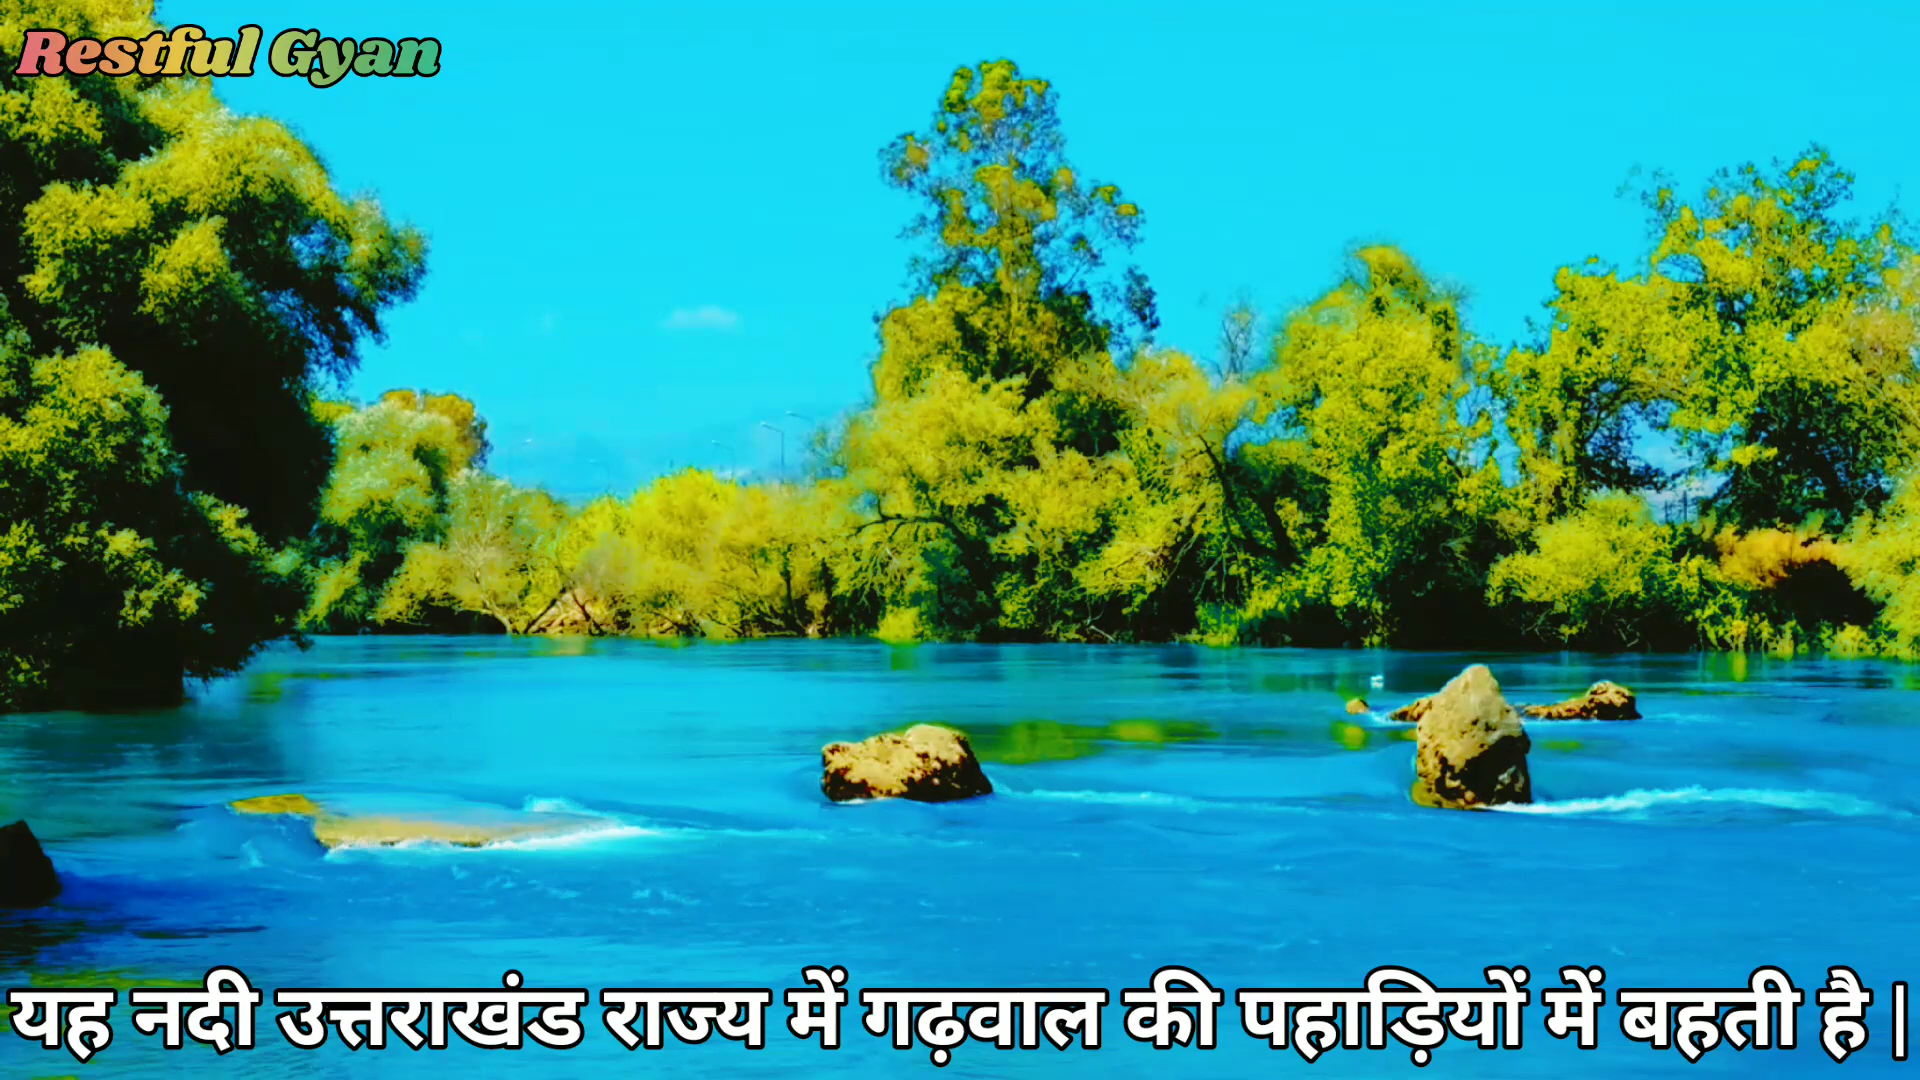 Restful Gyan
यह नदी उत्तराखंड राज्य में गढ़वाल की पहाड़ियों में बहती है |